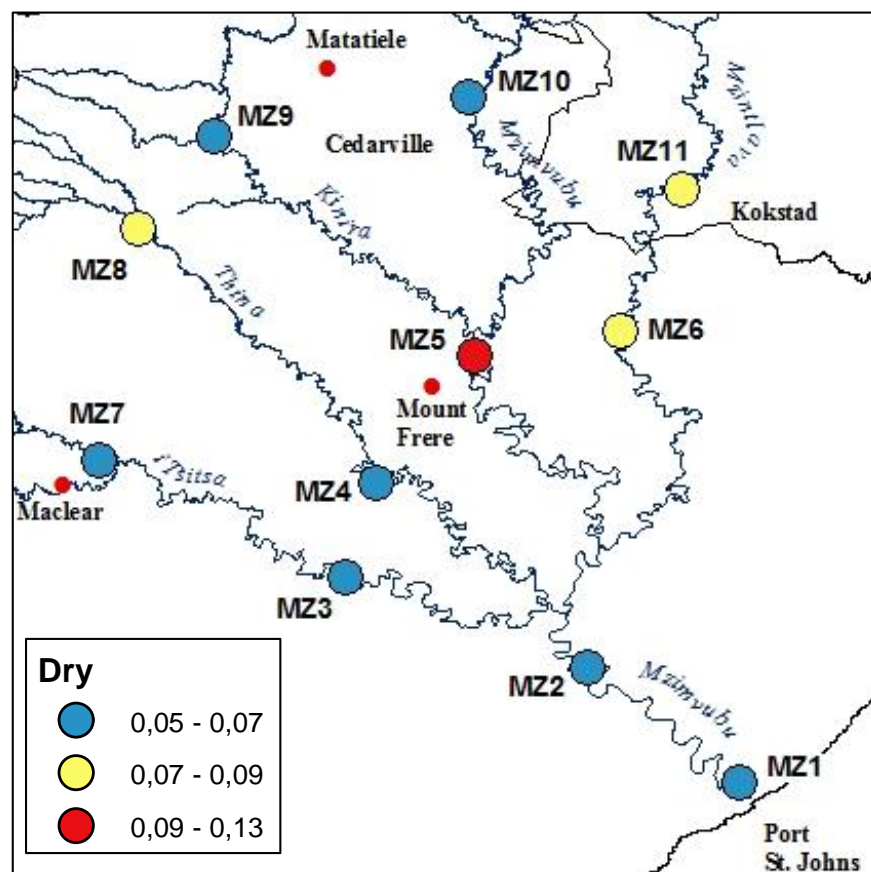 Matatiele
MZ10
MZ9
Mzimvubu
Mzintlava
Cedarville
MZ11
Kinira
Kokstad
MZ8
Thina
MZ5
MZ6
Mount
Frere
MZ7
iTsitsa
MZ4
Maclear
MZ3
MZ2
Mzimvubu
MZ1
Port
St. Johns
Dry
0,05 - 0,07
0,07 - 0,09
0,09 - 0,13